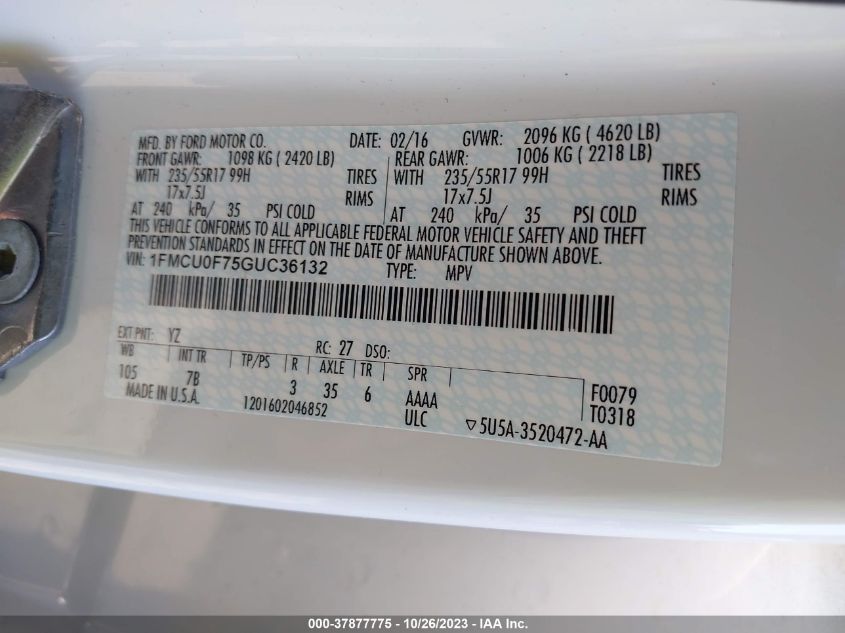 MFD. BY FORD MOTOR CO. DATE: 02/16 GVWR: 2096 KG ( 4620 LB)
FRONT GAWR: 1098 KG ( 2420 LB) REAR GAWR: 1006 KG ( 2218 LB)
WITH 235/55R17 99H TIRES WITH 235/55R17 99H TIRES
17x7.5J RIMS 17x7.5J RIMS
AT 240 kPa/ 35 PSI COLD AT 240 kPa/ 35 PSI COLD
THIS VEHICLE CONFORMS TO ALL APPLICABLE FEDERAL MOTOR VEHICLE SAFETY AND THEFT
PREVENTION STANDARDS IN EFFECT ON THE DATE OF MANUFACTURE SHOWN ABOVE.
VIN: 1FMCU0F75GUC36132 TYPE: MPV
EXT PNT: YZ RC: 27 DSO:
WB INT TR TP/PS R AXLE TR SPR
105 7B 3 35 6 AAAA F0079
MADE IN U.S.A. 1201602046852 ULC T0318
▽5U5A-3520472-AA
000-37877775 - 10/26/2023 - Copyright © 2023 IAA, Inc.